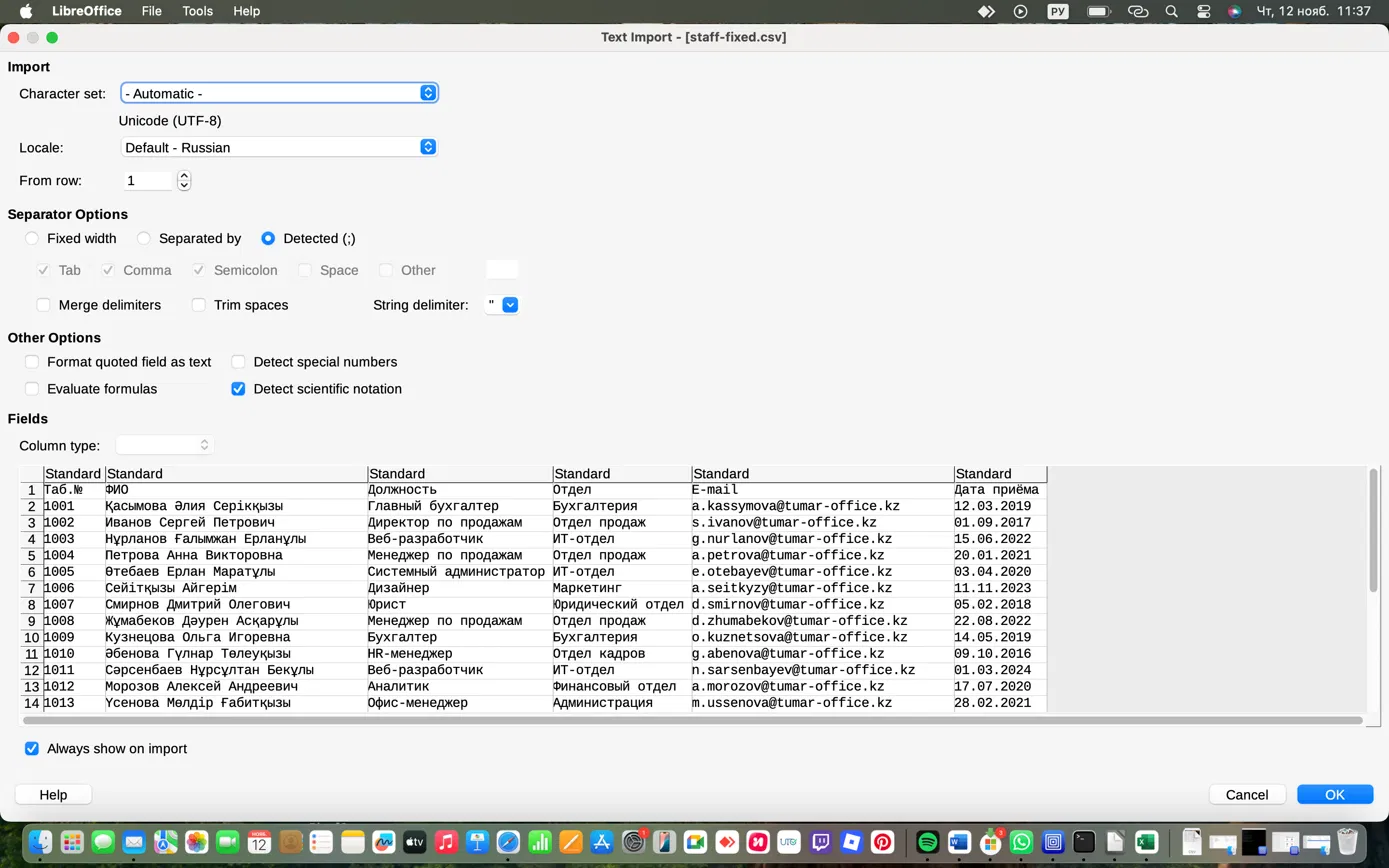 LibreOffice File Tools Help РУ Чт, 12 нояб. 11:37
Text Import - [staff-fixed.csv]
Import
Character set: - Automatic -
Unicode (UTF-8)
Locale: Default - Russian
From row: 1
Separator Options
Fixed width Separated by Detected (;)
Tab Comma Semicolon Space Other
Merge delimiters Trim spaces String delimiter: "
Other Options
Format quoted field as text Detect special numbers
Evaluate formulas Detect scientific notation
Fields
Column type:
Standard Standard Standard Standard Standard Standard
1 Таб.№ ФИО Должность Отдел E-mail Дата приёма
2 1001 Қасымова Әлия Серікқызы Главный бухгалтер Бухгалтерия a.kassymova@tumar-office.kz 12.03.2019
3 1002 Иванов Сергей Петрович Директор по продажам Отдел продаж s.ivanov@tumar-office.kz 01.09.2017
4 1003 Нұрланов Ғалымжан Ерланұлы Веб-разработчик ИТ-отдел g.nurlanov@tumar-office.kz 15.06.2022
5 1004 Петрова Анна Викторовна Менеджер по продажам Отдел продаж a.petrova@tumar-office.kz 20.01.2021
6 1005 Өтебаев Ерлан Маратұлы Системный администратор ИТ-отдел e.otebayev@tumar-office.kz 03.04.2020
7 1006 Сейітқызы Айгерім Дизайнер Маркетинг a.seitkyzy@tumar-office.kz 11.11.2023
8 1007 Смирнов Дмитрий Олегович Юрист Юридический отдел d.smirnov@tumar-office.kz 05.02.2018
9 1008 Жұмабеков Дәурен Асқарұлы Менеджер по продажам Отдел продаж d.zhumabekov@tumar-office.kz 22.08.2022
10 1009 Кузнецова Ольга Игоревна Бухгалтер Бухгалтерия o.kuznetsova@tumar-office.kz 14.05.2019
11 1010 Әбенова Гүлнар Төлеуқызы HR-менеджер Отдел кадров g.abenova@tumar-office.kz 09.10.2016
12 1011 Сәрсенбаев Нұрсұлтан Бекұлы Веб-разработчик ИТ-отдел n.sarsenbayev@tumar-office.kz 01.03.2024
13 1012 Морозов Алексей Андреевич Аналитик Финансовый отдел a.morozov@tumar-office.kz 17.07.2020
14 1013 Үсенова Мөлдір Ғабитқызы Офис-менеджер Администрация m.ussenova@tumar-office.kz 28.02.2021
Always show on import
Help Cancel OK
НОЯБ. 12 tv 1 UTG 3